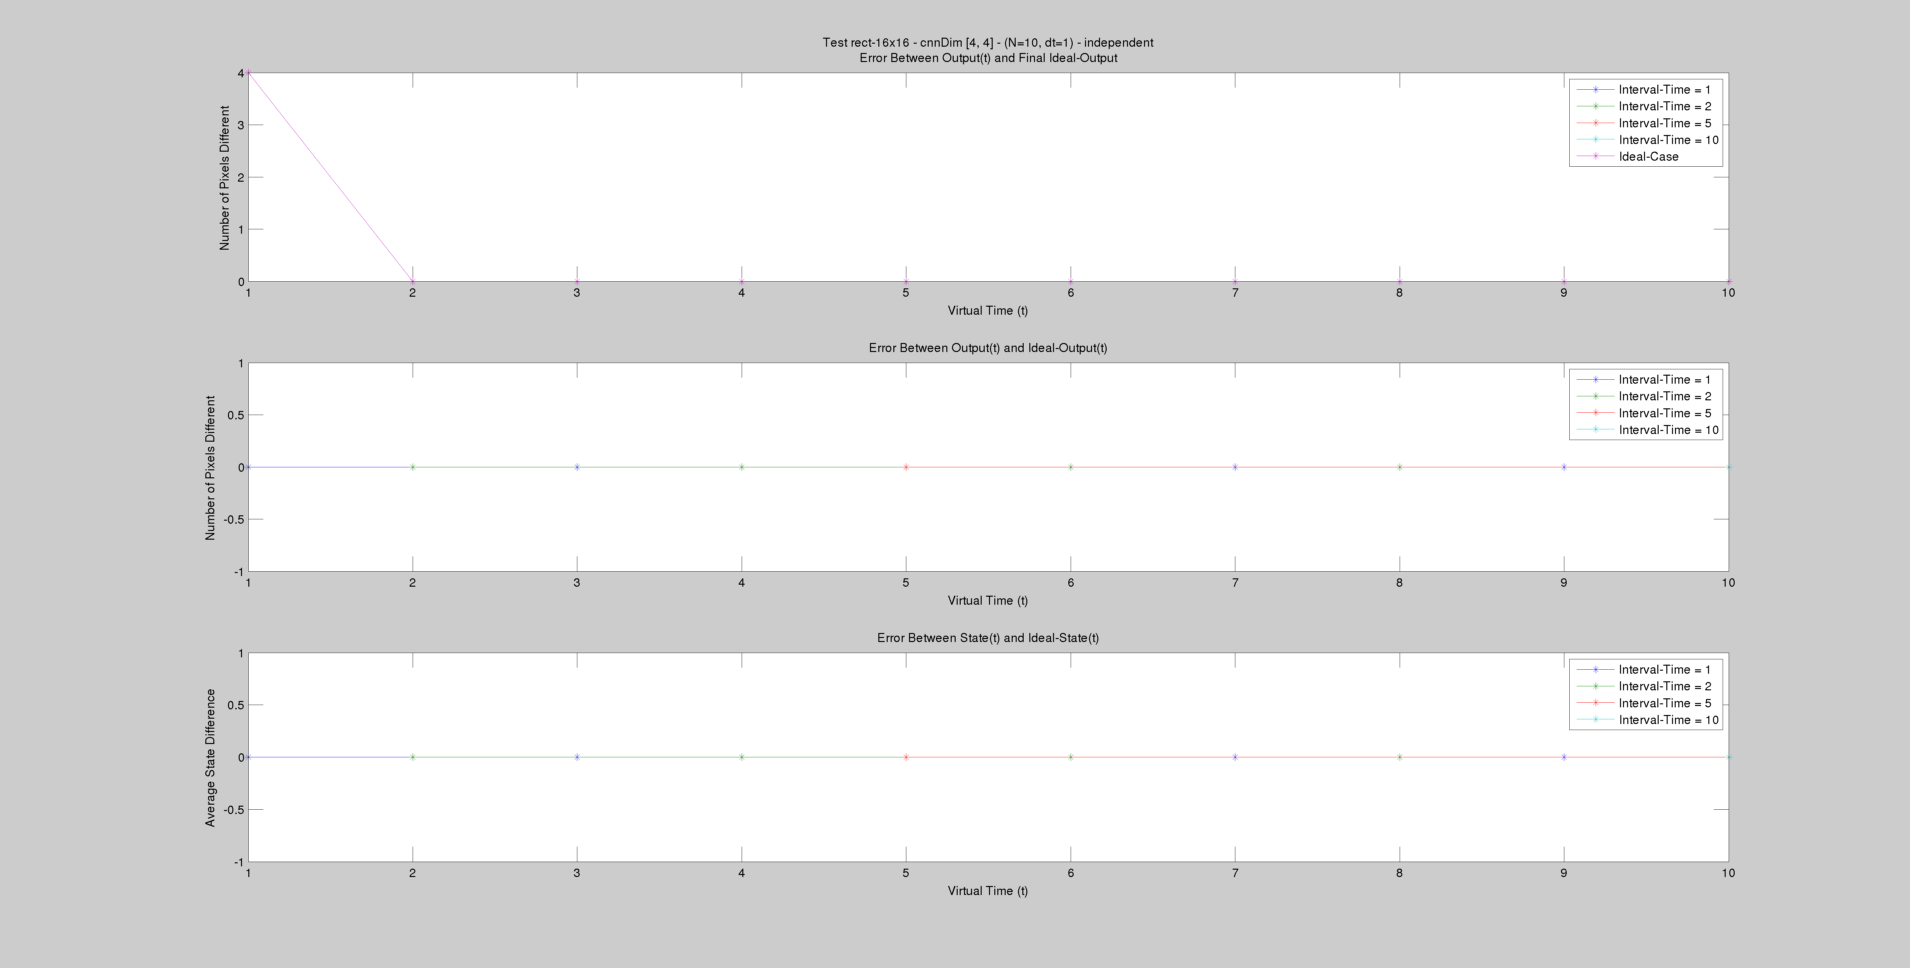 Test rect-16x16 - cnnDim [4, 4] - (N=10, dt=1) - independent
Error Between Output(t) and Final Ideal-Output
Number of Pixels Different
4
3
2
1
0
Interval-Time = 1
Interval-Time = 2
Interval-Time = 5
Interval-Time = 10
Ideal-Case
1 2 3 4 5 6 7 8 9 10
Virtual Time (t)
Error Between Output(t) and Ideal-Output(t)
Number of Pixels Different
1
0.5
0
-0.5
-1
Interval-Time = 1
Interval-Time = 2
Interval-Time = 5
Interval-Time = 10
1 2 3 4 5 6 7 8 9 10
Virtual Time (t)
Error Between State(t) and Ideal-State(t)
Average State Difference
1
0.5
0
-0.5
-1
Interval-Time = 1
Interval-Time = 2
Interval-Time = 5
Interval-Time = 10
1 2 3 4 5 6 7 8 9 10
Virtual Time (t)